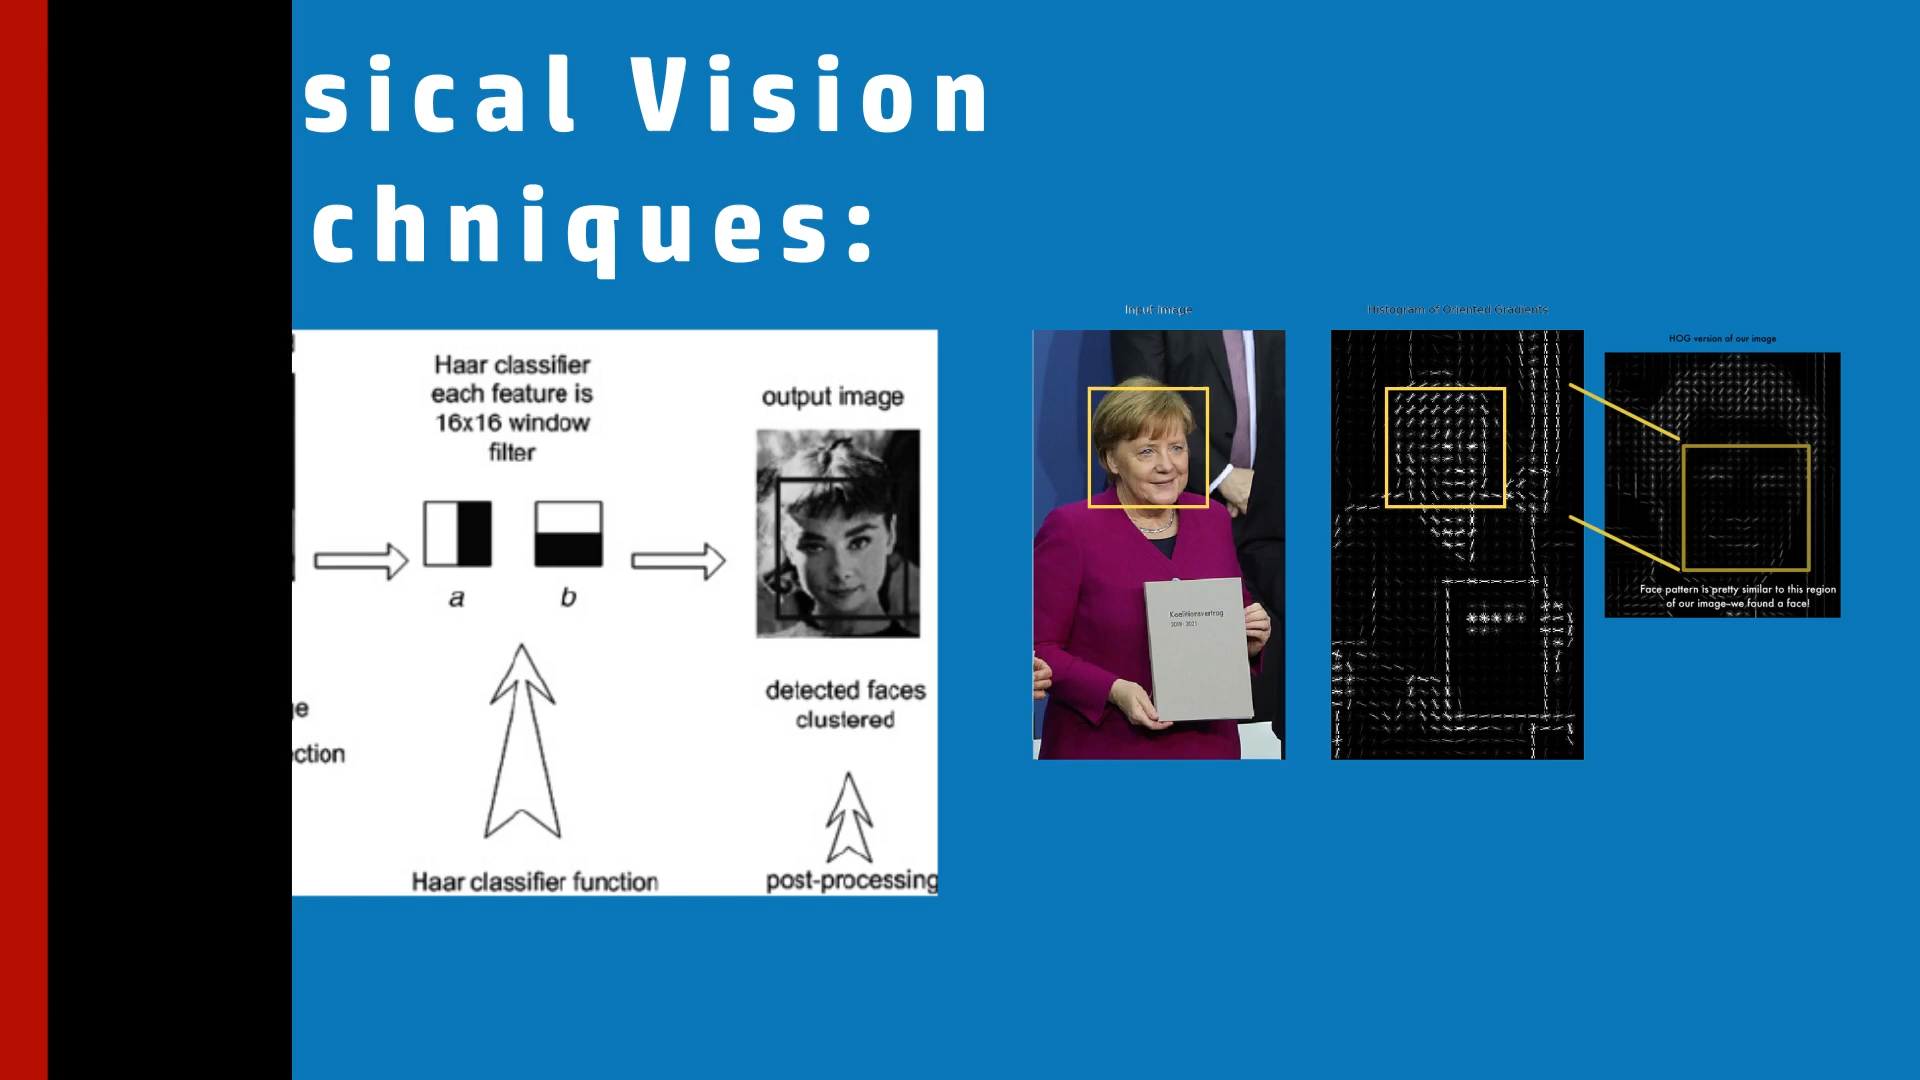 sical Vision
chniques:
Haar classifier
each feature is
16x16 window
filter
a
b
ction
Haar classifier function
output image
detected faces
clustered
post-processing
Input Image
Koalitionsvertrag
2018-2021
Histogram of Oriented Gradients
HOG version of our image
Face pattern is pretty similar to this region
of our image-we found a face!